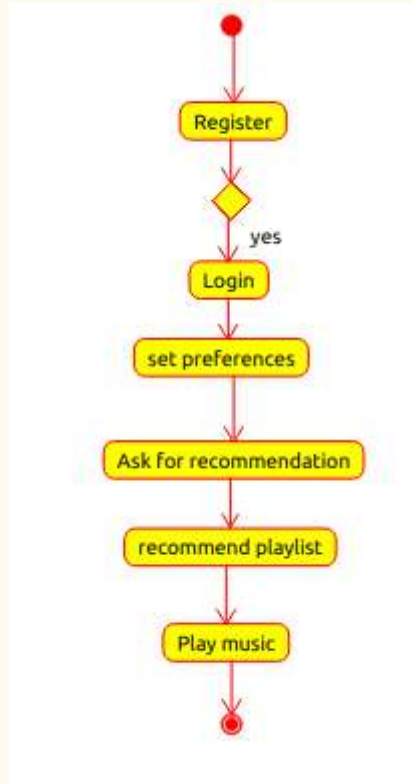 Register
yes
Login
set preferences
Ask for recommendation
recommend playlist
Play music